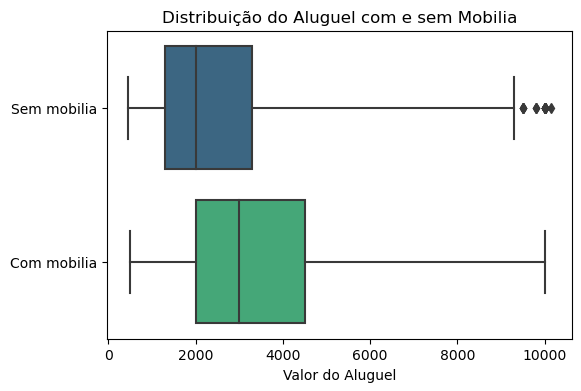 Distribuição do Aluguel com e sem Mobilia
Sem mobilia
Com mobilia
0 2000 4000 6000 8000 10000
Valor do Aluguel